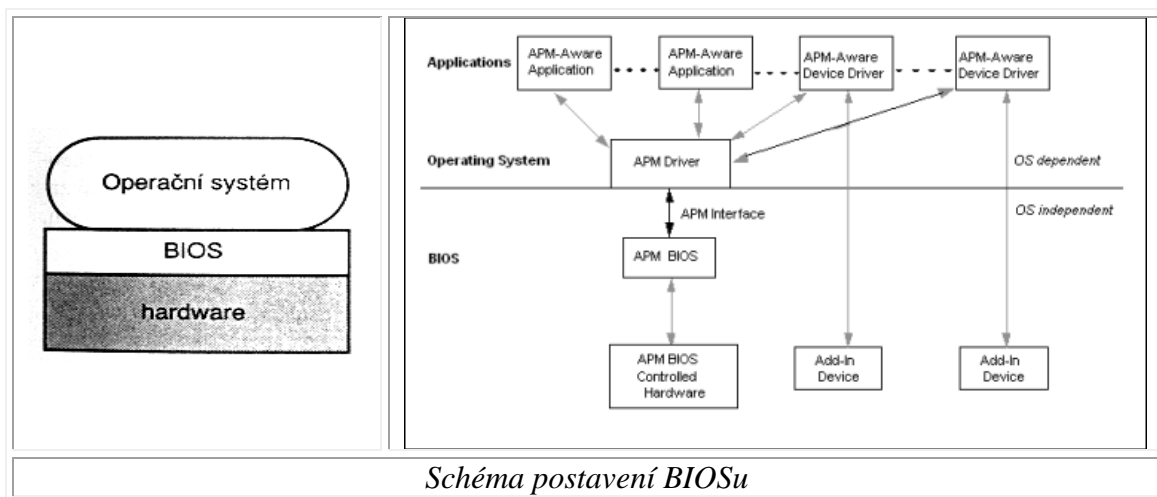 Operační systém
BIOS
hardware
Applications
APM-Aware
Application
APM-Aware
Application
APM-Aware
Device Driver
APM-Aware
Device Driver
Operating System
APM Driver
OS dependent
OS independent
APM Interface
BIOS
APM BIOS
APM BIOS
Controlled
Hardware
Add-In
Device
Add-In
Device
Schéma postavení BIOSu